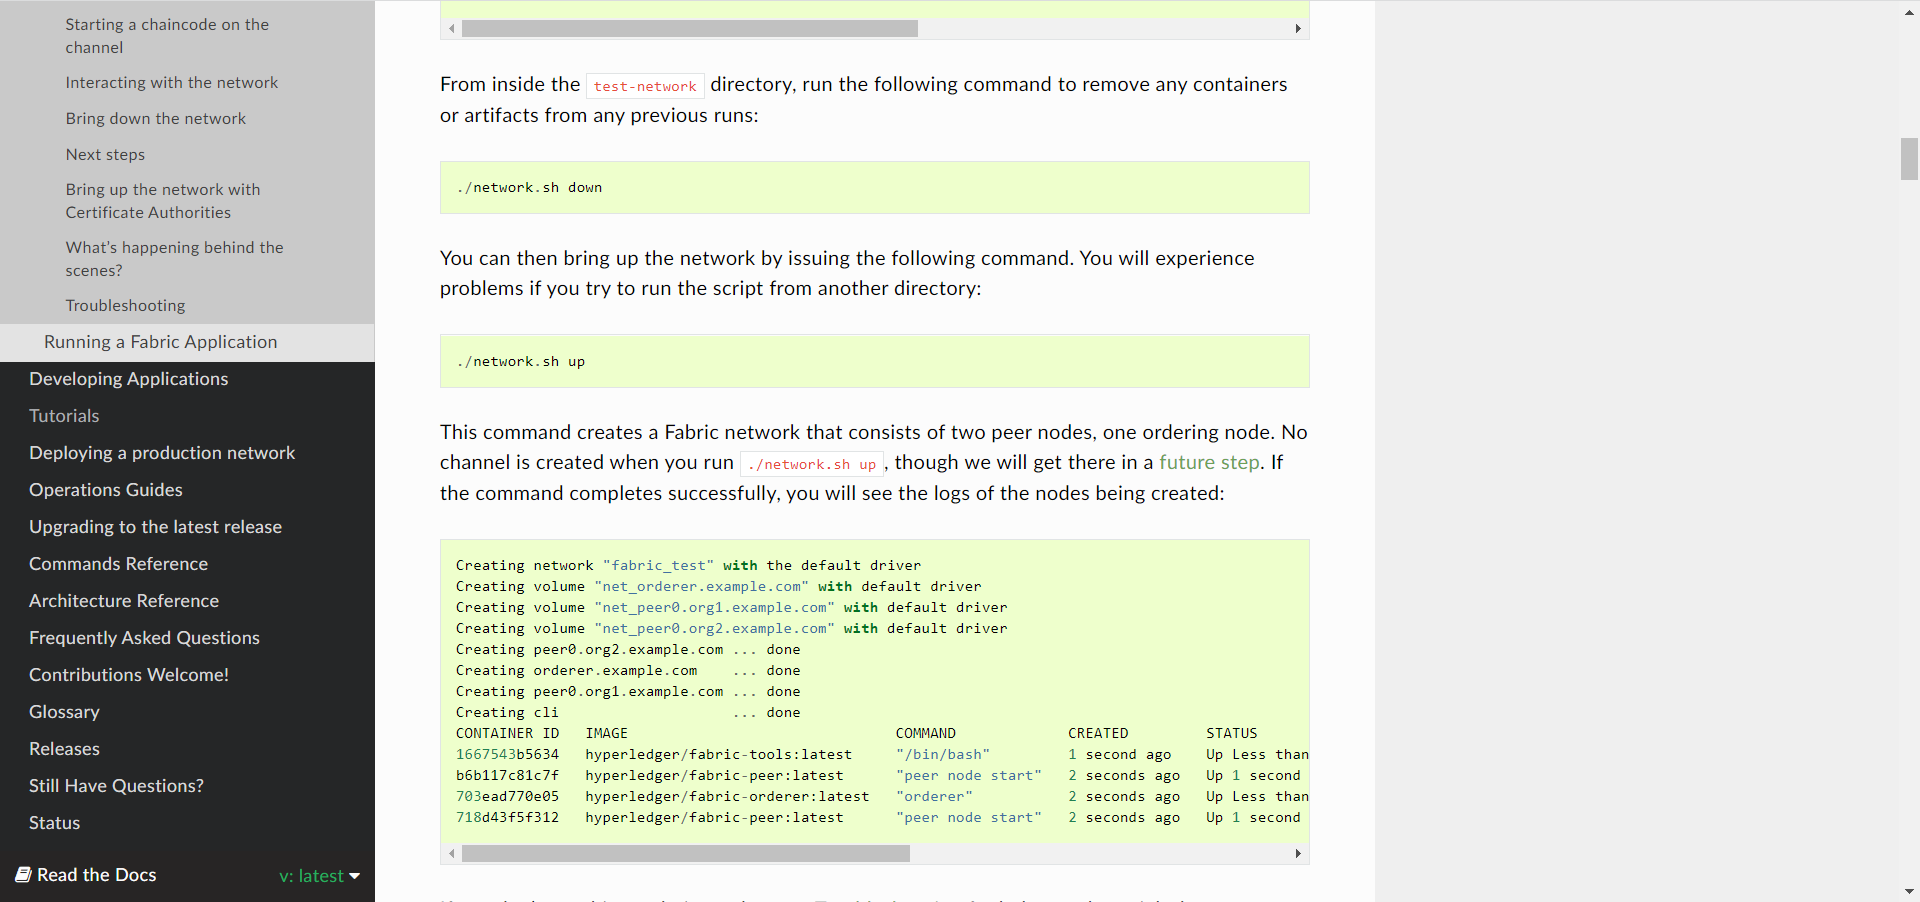 Starting a chaincode on the
channel
Interacting with the network
Bring down the network
Next steps
Bring up the network with
Certificate Authorities
What's happening behind the
scenes?
Troubleshooting
Running a Fabric Application
Developing Applications
Tutorials
Deploying a production network
Operations Guides
Upgrading to the latest release
Commands Reference
Architecture Reference
Frequently Asked Questions
Contributions Welcome!
Glossary
Releases
Still Have Questions?
Status
Read the Docs
v: latest
From inside the test-network directory, run the following command to remove any containers
or artifacts from any previous runs:
./network.sh down
You can then bring up the network by issuing the following command. You will experience
problems if you try to run the script from another directory:
./network.sh up
This command creates a Fabric network that consists of two peer nodes, one ordering node. No
channel is created when you run ./network.sh up, though we will get there in a future step. If
the command completes successfully, you will see the logs of the nodes being created:
Creating network "fabric_test" with the default driver
Creating volume "net_orderer.example.com" with default driver
Creating volume "net_peer0.org1.example.com" with default driver
Creating volume "net_peer0.org2.example.com" with default driver
Creating peer0.org2.example.com ... done
Creating orderer.example.com    ... done
Creating peer0.org1.example.com ... done
Creating cli                    ... done
CONTAINER ID   IMAGE                               COMMAND             CREATED         STATUS
1667543b5634   hyperledger/fabric-tools:latest     "/bin/bash"         1 second ago    Up Less than
b6b117c81c7f   hyperledger/fabric-peer:latest      "peer node start"   2 seconds ago   Up 1 second
703ead770e05   hyperledger/fabric-orderer:latest   "orderer"           2 seconds ago   Up Less than
718d43f5f312   hyperledger/fabric-peer:latest      "peer node start"   2 seconds ago   Up 1 second